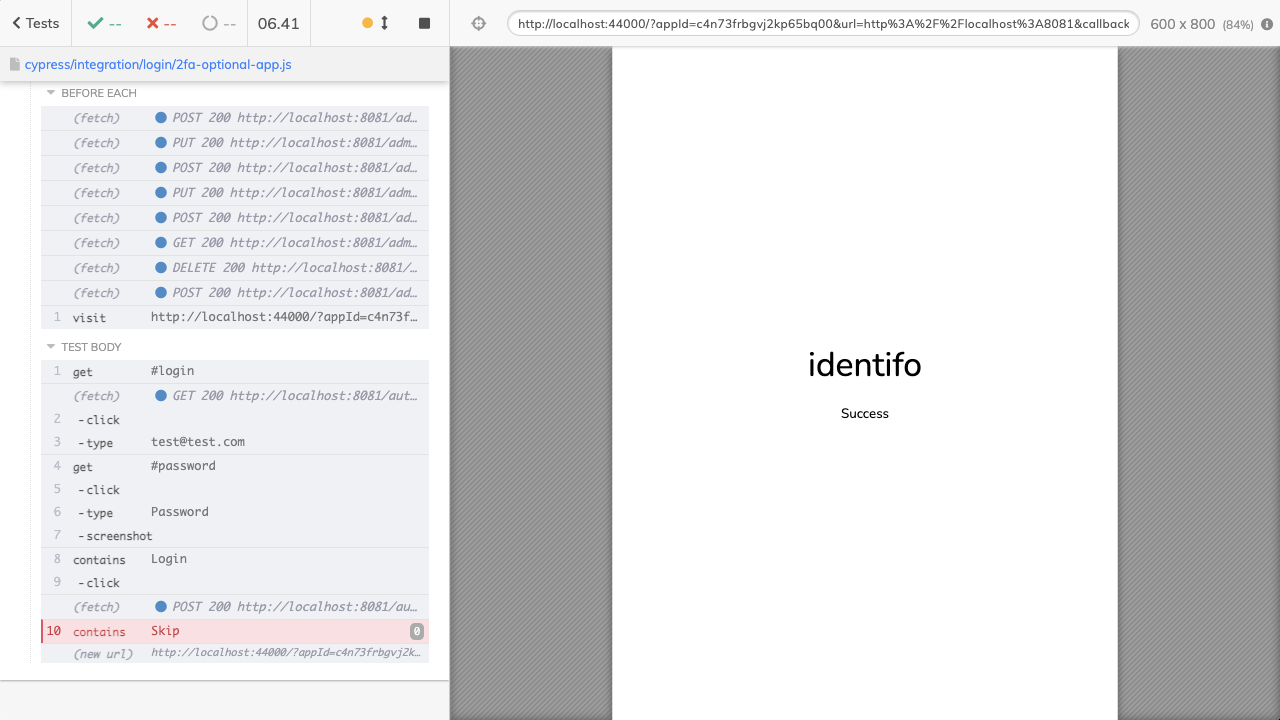 Tests
--
--
--
06.41
http://localhost:44000/?appId=c4n73frbgvj2kp65bq00&url=http%3A%2F%2Flocalhost%3A8081&callback
600 x 800 (84%)
cypress/integration/login/2fa-optional-app.js
BEFORE EACH
(fetch) POST 200 http://localhost:8081/ad…
(fetch) PUT 200 http://localhost:8081/adm…
(fetch) POST 200 http://localhost:8081/ad…
(fetch) PUT 200 http://localhost:8081/adm…
(fetch) POST 200 http://localhost:8081/ad…
(fetch) GET 200 http://localhost:8081/adm…
(fetch) DELETE 200 http://localhost:8081/…
(fetch) POST 200 http://localhost:8081/ad…
1 visit http://localhost:44000/?appId=c4n73f…
TEST BODY
1 get #login
(fetch) GET 200 http://localhost:8081/aut…
2 -click
3 -type test@test.com
4 get #password
5 -click
6 -type Password
7 -screenshot
8 contains Login
9 -click
(fetch) POST 200 http://localhost:8081/au…
10 contains Skip 0
(new url) http://localhost:44000/?appId=c4n73frbgvj2k…
identifo
Success